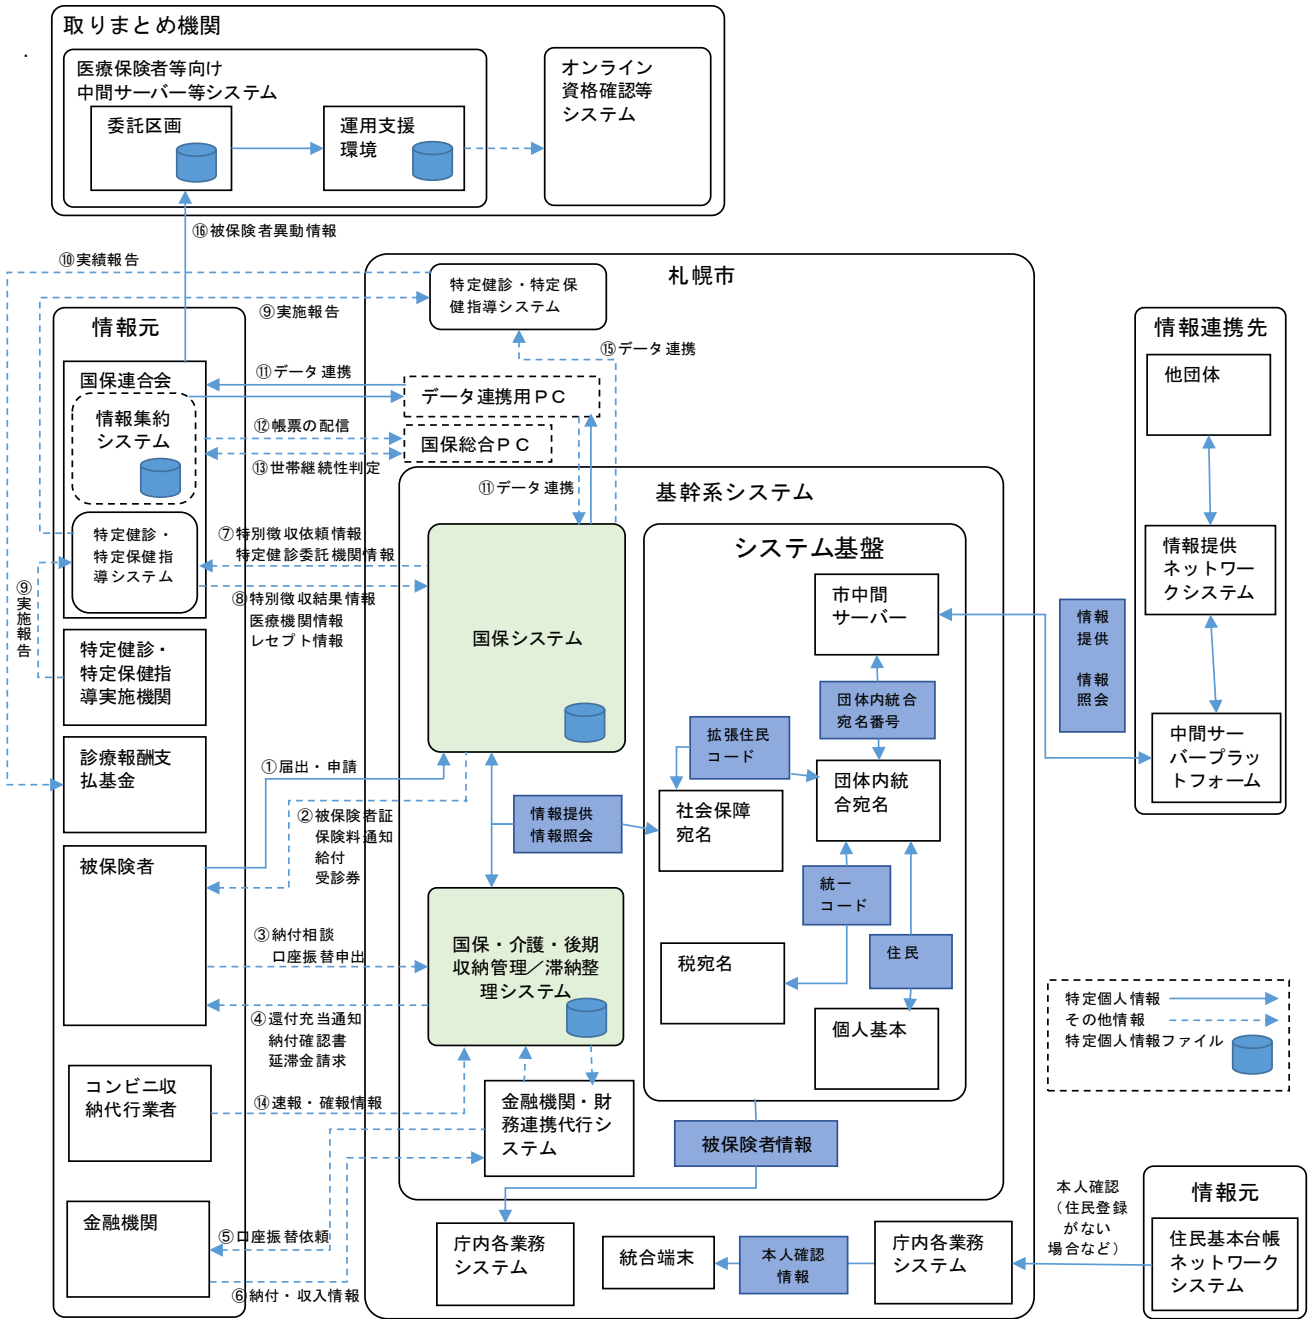 取りまとめ機関
医療保険者等向け
中間サーバー等システム
委託区画
運用支援
環境
オンライン
資格確認等
システム
⑯被保険者異動情報
⑩実績報告
⑨実施報告
札幌市
特定健診・特定保
健指導システム
⑮データ連携
情報元
国保連合会
情報集約
システム
特定健診・
特定保健指
導システム
⑪データ連携
データ連携用ＰＣ
⑫帳票の配信
国保総合ＰＣ
⑬世帯継続性判定
⑪データ連携
⑦特別徴収依頼情報
特定健診委託機関情報
⑧特別徴収結果情報
医療機関情報
レセプト情報
⑨実施報告
特定健診・
特定保健指
導実施機関
診療報酬支
払基金
被保険者
コンビニ収
納代行業者
金融機関
①届出・申請
②被保険者証
保険料通知
給付
受診券
③納付相談
口座振替申出
④還付充当通知
納付確認書
延滞金請求
⑭速報・確報情報
⑤口座振替依頼
⑥納付・収入情報
基幹系システム
国保システム
情報提供
情報照会
国保・介護・後期
収納管理／滞納整
理システム
金融機関・財
務連携代行シ
ステム
システム基盤
市中間
サーバー
団体内統合
宛名番号
拡張住民
コード
団体内統
合宛名
社会保障
宛名
統一
コード
税宛名
住民
個人基本
被保険者情報
庁内各業務
システム
統合端末
本人確認
情報
庁内各業務
システム
情報連携先
他団体
情報提供
ネットワー
クシステム
中間サー
バープラッ
トフォーム
情報
提供
情報
照会
特定個人情報
その他情報
特定個人情報ファイル
本人確認
（住民登録
がない
場合など）
情報元
住民基本台帳
ネットワーク
システム